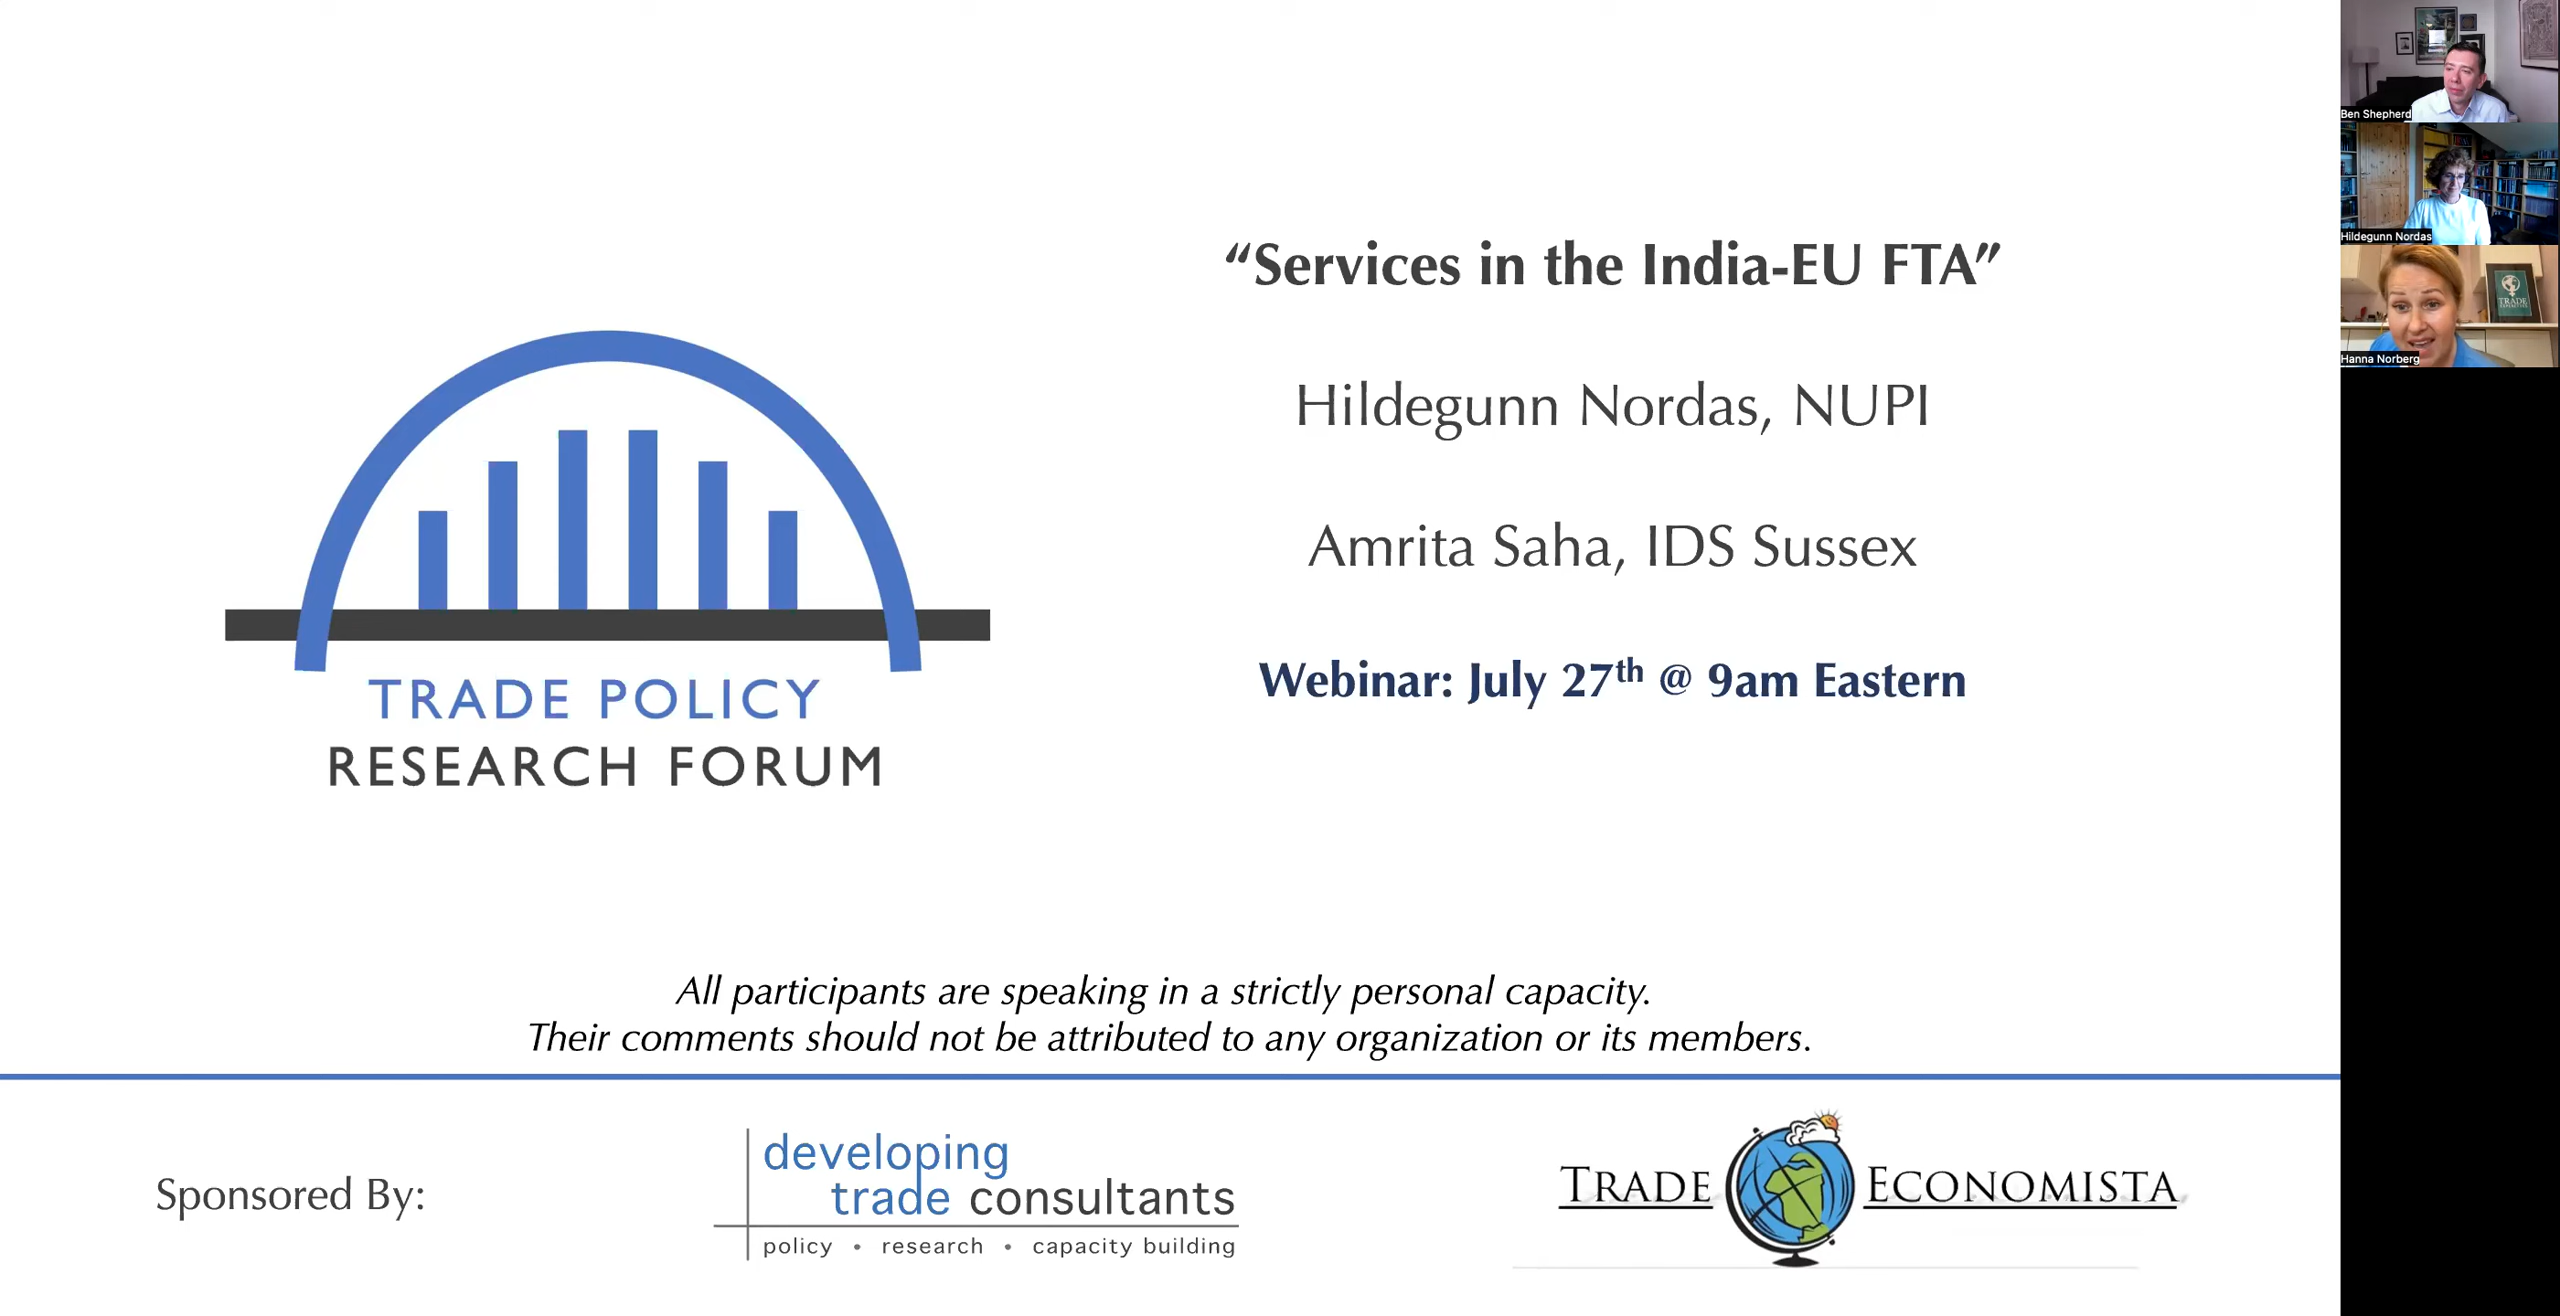 “Services in the India-EU FTA”
Hildegunn Nordas, NUPI
Amrita Saha, IDS Sussex
Webinar: July 27th @ 9am Eastern
TRADE POLICY
RESEARCH FORUM
All participants are speaking in a strictly personal capacity.
Their comments should not be attributed to any organization or its members.
Sponsored By:
developing
trade consultants
policy • research • capacity building
TRADE ECONOMISTA
Ben Shepherd
Hildegunn Nordas
Hanna Norberg
TRADE